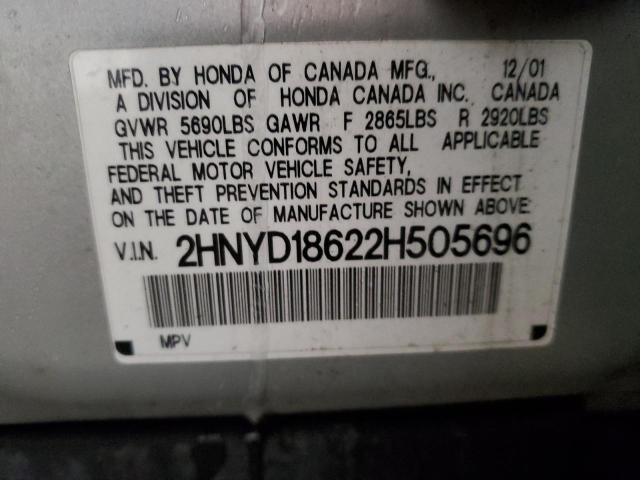 MFD. BY HONDA OF CANADA MFG., 12/01
A DIVISION OF HONDA CANADA INC. CANADA
GVWR 5690LBS GAWR F 2865LBS R 2920LBS
THIS VEHICLE CONFORMS TO ALL APPLICABLE
FEDERAL MOTOR VEHICLE SAFETY,
AND THEFT PREVENTION STANDARDS IN EFFECT
ON THE DATE OF MANUFACTURE SHOWN ABOVE.
V.I.N. 2HNYD18622H505696
MPV